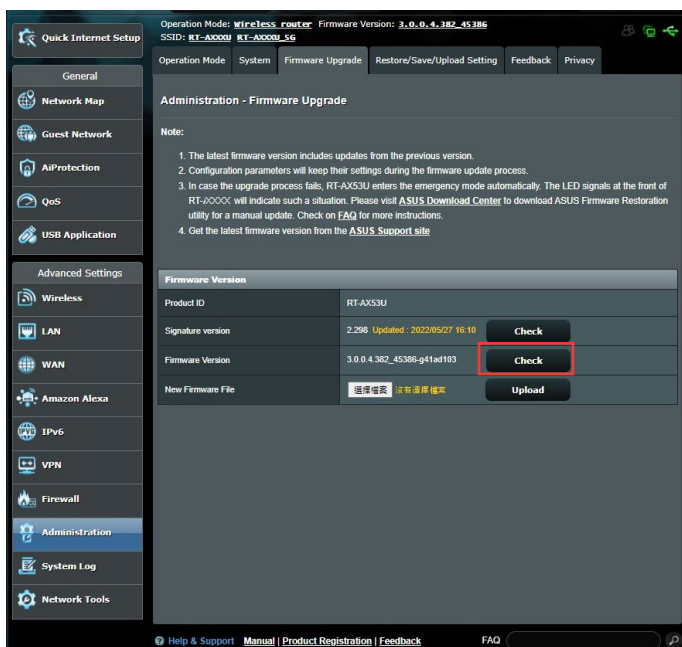 Quick Internet Setup
General
Network Map
Guest Network
AiProtection
QoS
USB Application
Advanced Settings
Wireless
LAN
WAN
Amazon Alexa
IPv6
VPN
Firewall
Administration
System Log
Network Tools
Operation Mode: Wireless router Firmware Version: 3.0.0.4.382_45386
SSID: RT-AXXXU RT-AXXXU_5G
Operation Mode System Firmware Upgrade Restore/Save/Upload Setting Feedback Privacy
Administration - Firmware Upgrade
Note:
1. The latest firmware version includes updates from the previous version.
2. Configuration parameters will keep their settings during the firmware update process.
3. In case the upgrade process fails, RT-AX53U enters the emergency mode automatically. The LED signals at the front of
RT-AXXXX will indicate such a situation. Please visit ASUS Download Center to download ASUS Firmware Restoration
utility for a manual update. Check on FAQ for more instructions.
4. Get the latest firmware version from the ASUS Support site
Firmware Version
Product ID RT-AX53U
Signature version 2.298 Updated : 2022/05/27 16:10 Check
Firmware Version 3.0.0.4.382_45386-g41ad103 Check
New Firmware File 選擇檔案 沒有選擇檔案 Upload
Help & Support Manual | Product Registration | Feedback FAQ